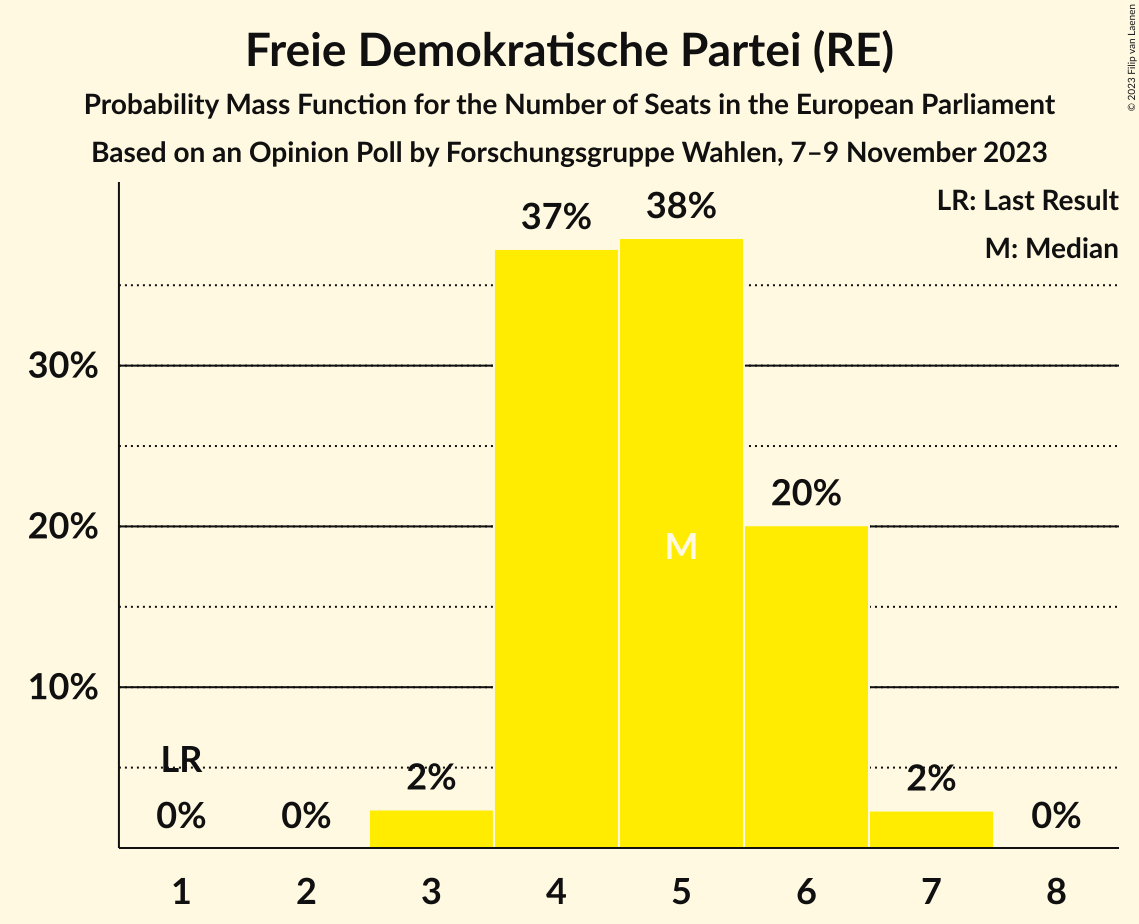 Freie Demokratische Partei (RE)
Probability Mass Function for the Number of Seats in the European Parliament
Based on an Opinion Poll by Forschungsgruppe Wahlen, 7–9 November 2023
© 2023 Filip van Laenen
LR: Last Result
M: Median
37%
38%
30%
20%
20%
M
10%
LR
0%
0%
2%
2%
0%
1
2
3
4
5
6
7
8